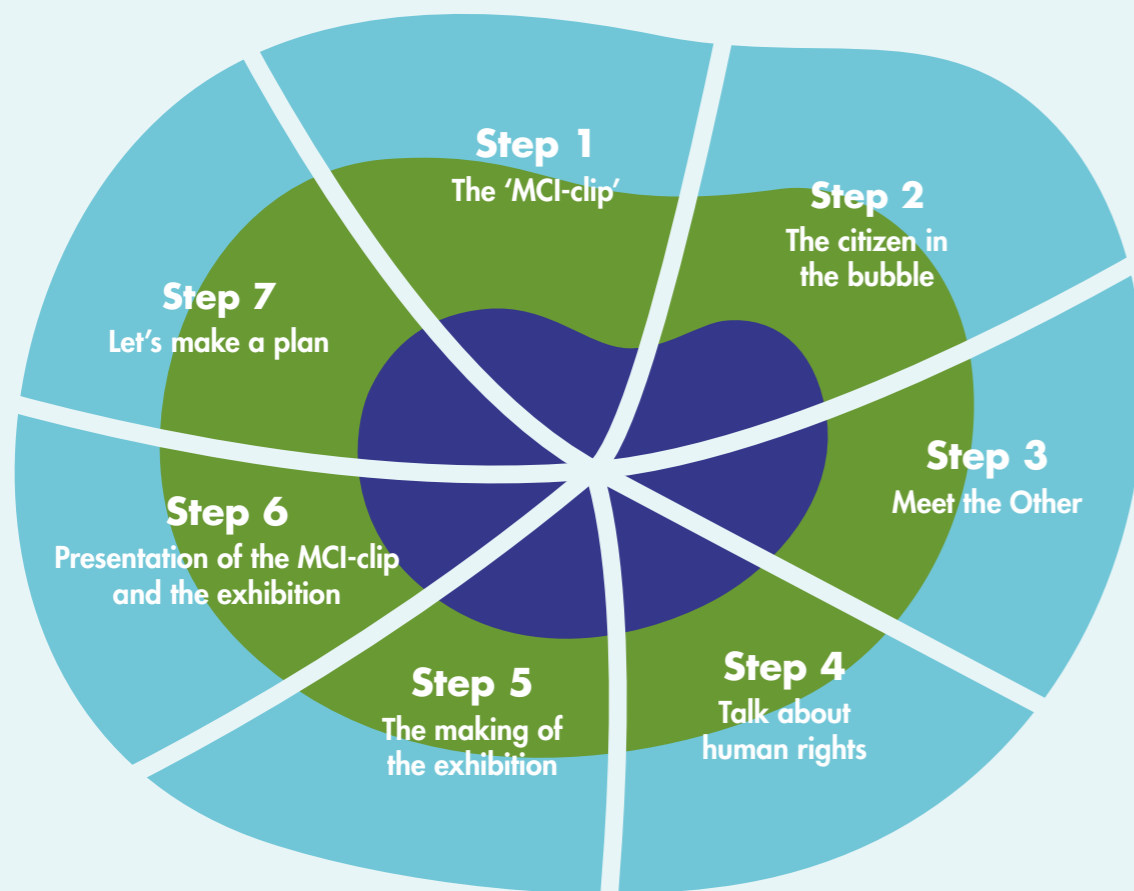 Step 1
The ‘MCI-clip’
Step 2
The citizen in
the bubble
Step 3
Meet the Other
Step 4
Talk about
human rights
Step 5
The making of
the exhibition
Step 6
Presentation of the MCI-clip
and the exhibition
Step 7
Let’s make a plan